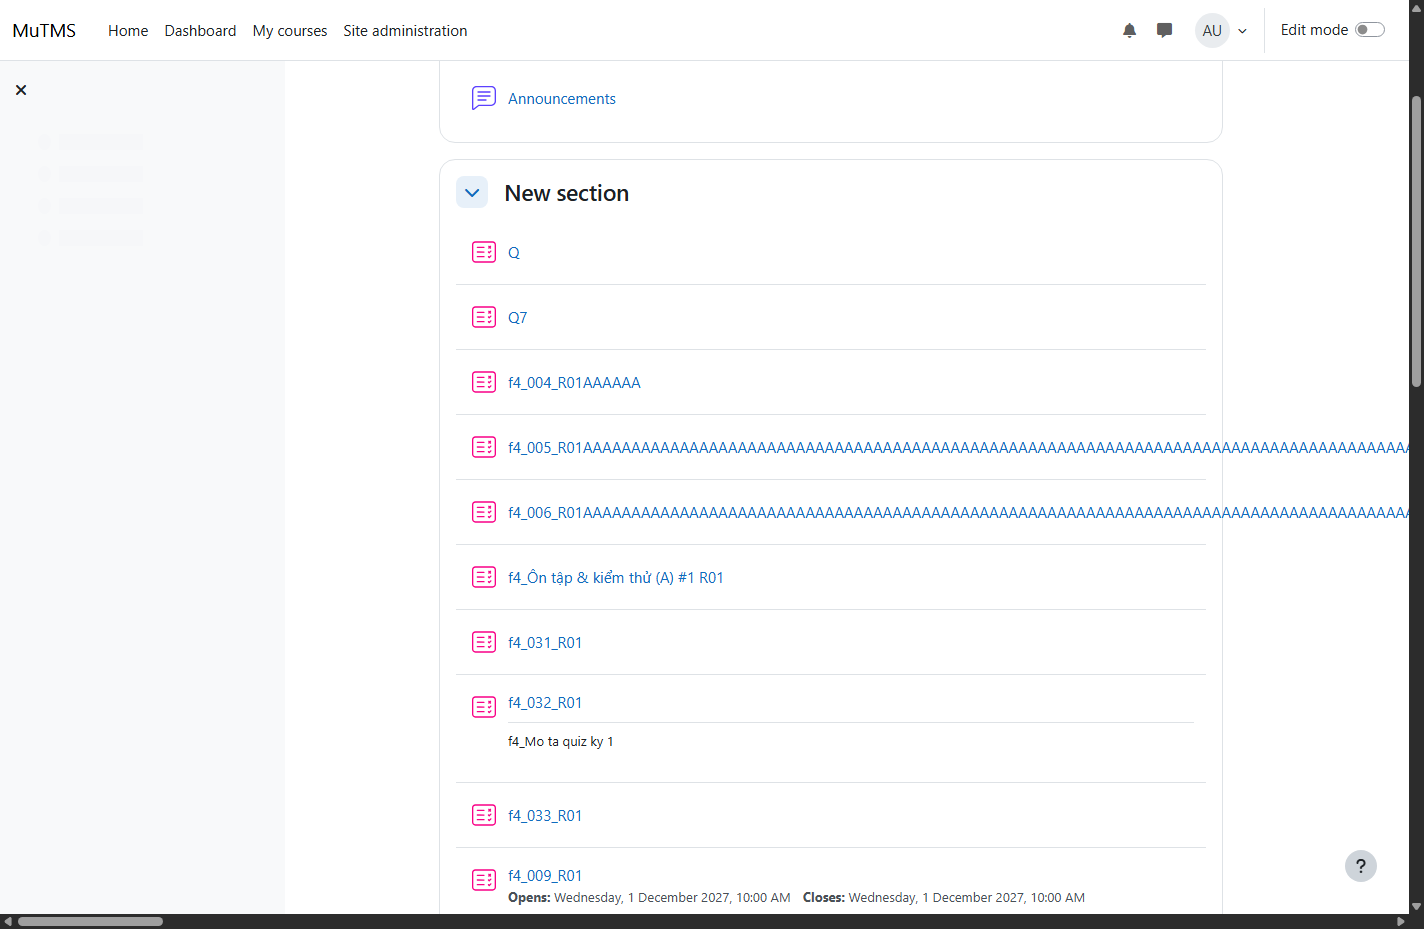 MuTMS Home Dashboard My courses Site administration AU Edit mode
Announcements
New section
Q
Q7
f4_004_R01AAAAAA
f4_Ôn tập & kiểm thử (A) #1 R01
f4_031_R01
f4_032_R01
f4_Mo ta quiz ky 1
f4_033_R01
f4_009_R01
Opens: Wednesday, 1 December 2027, 10:00 AM Closes: Wednesday, 1 December 2027, 10:00 AM
?